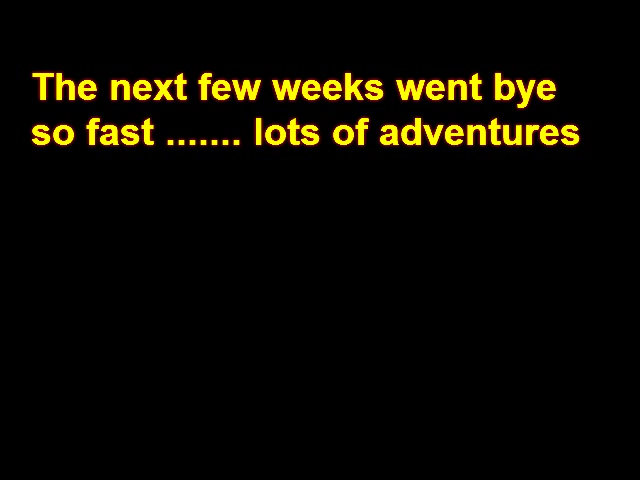 The next few weeks went bye
so fast ....... lots of adventures